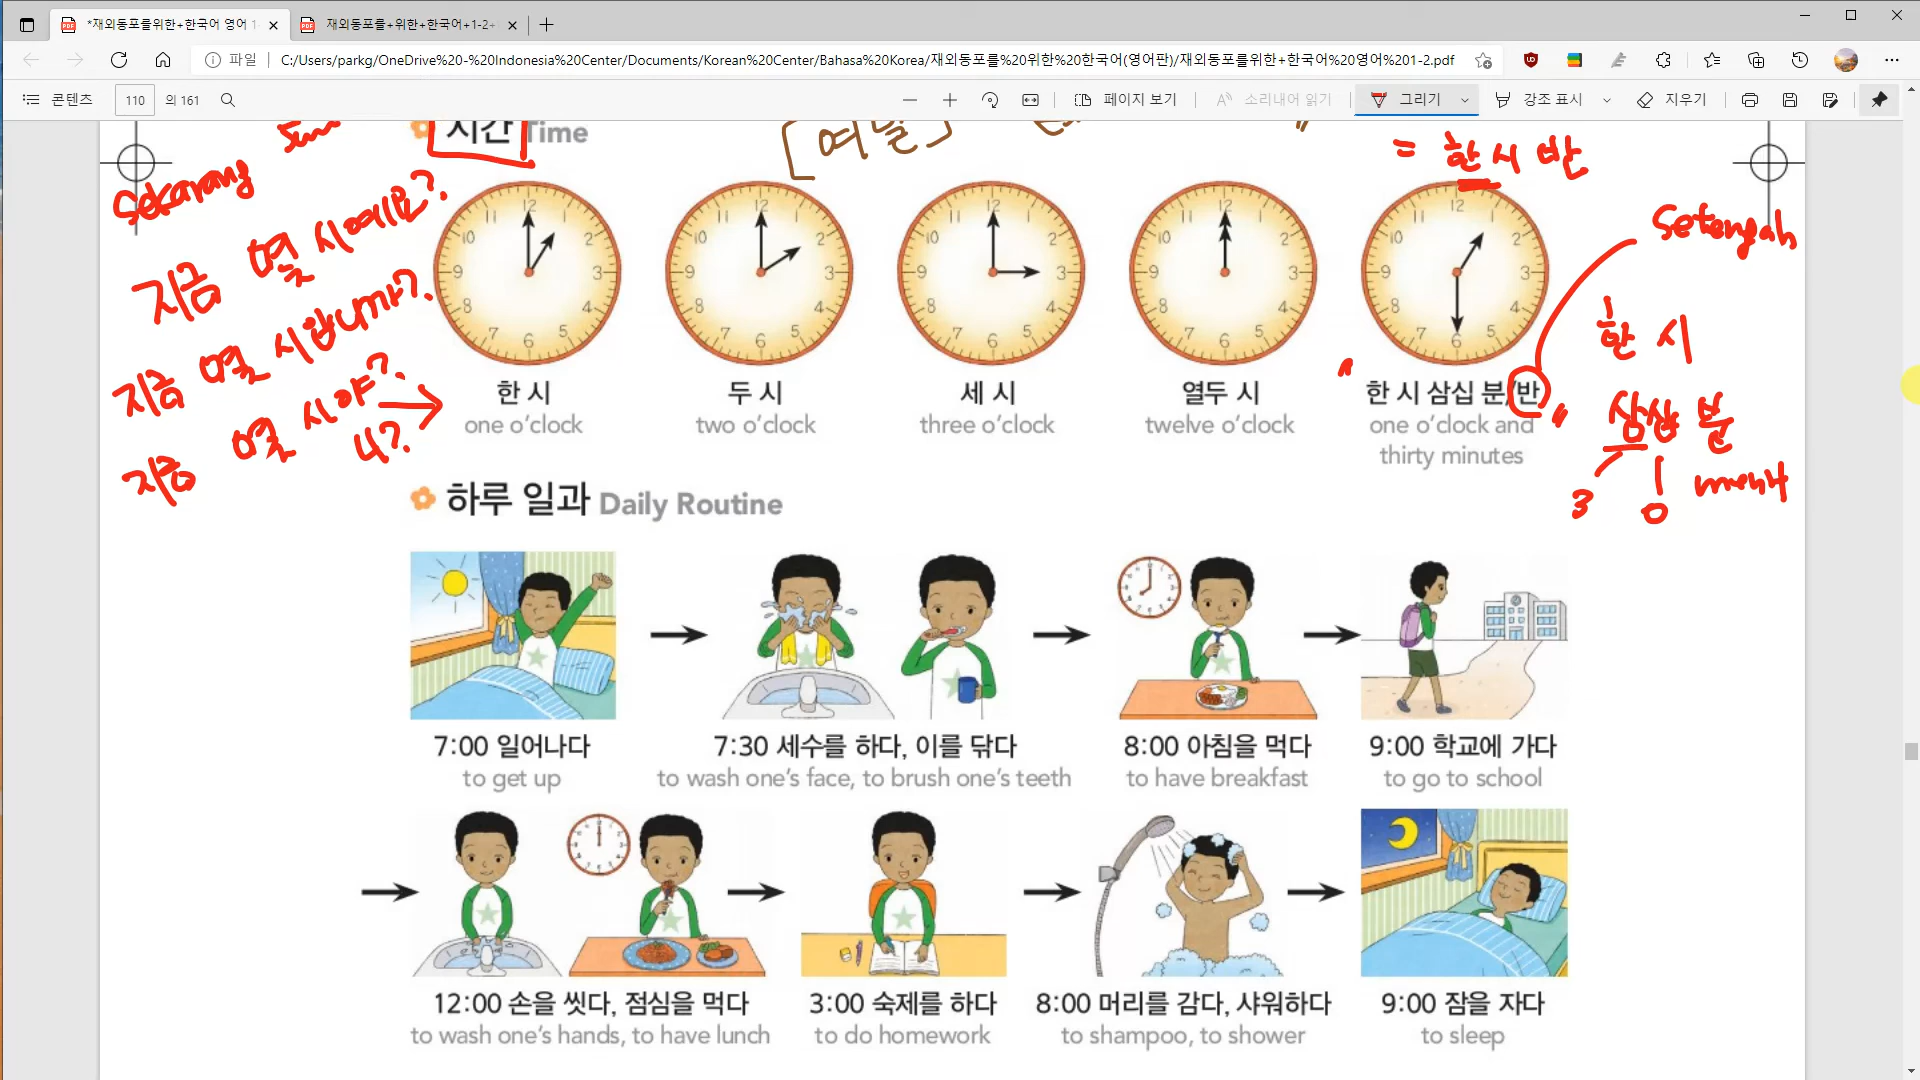 *재외동포를위한+한국어 영어 1
재외동포를+위한+한국어+1-2+
파일
C:/Users/parkg/OneDrive%20-%20Indonesia%20Center/Documents/Korean%20Center/Bahasa%20Korea/재외동포를%20위한%20한국어(영어판)/재외동포를위한+한국어%20영어%201-2.pdf
콘텐츠 110 의 161 페이지 보기 소리내어 읽기 그리기 강조 표시 지우기
시간 Time
[여덜]
= 한 시 반
Sekarang
지금 몇 시예요?
지금 몇 시입니까?
지금 몇 시야?
니?
Setengah
한 시
삼십 분
3 0 menit
한 시
one o'clock
두 시
two o'clock
세 시
three o'clock
열두 시
twelve o'clock
" 한 시 삼십 분/반 "
one o'clock and
thirty minutes
하루 일과 Daily Routine
7:00 일어나다
to get up
7:30 세수를 하다, 이를 닦다
to wash one's face, to brush one's teeth
8:00 아침을 먹다
to have breakfast
9:00 학교에 가다
to go to school
12:00 손을 씻다, 점심을 먹다
to wash one's hands, to have lunch
3:00 숙제를 하다
to do homework
8:00 머리를 감다, 샤워하다
to shampoo, to shower
9:00 잠을 자다
to sleep